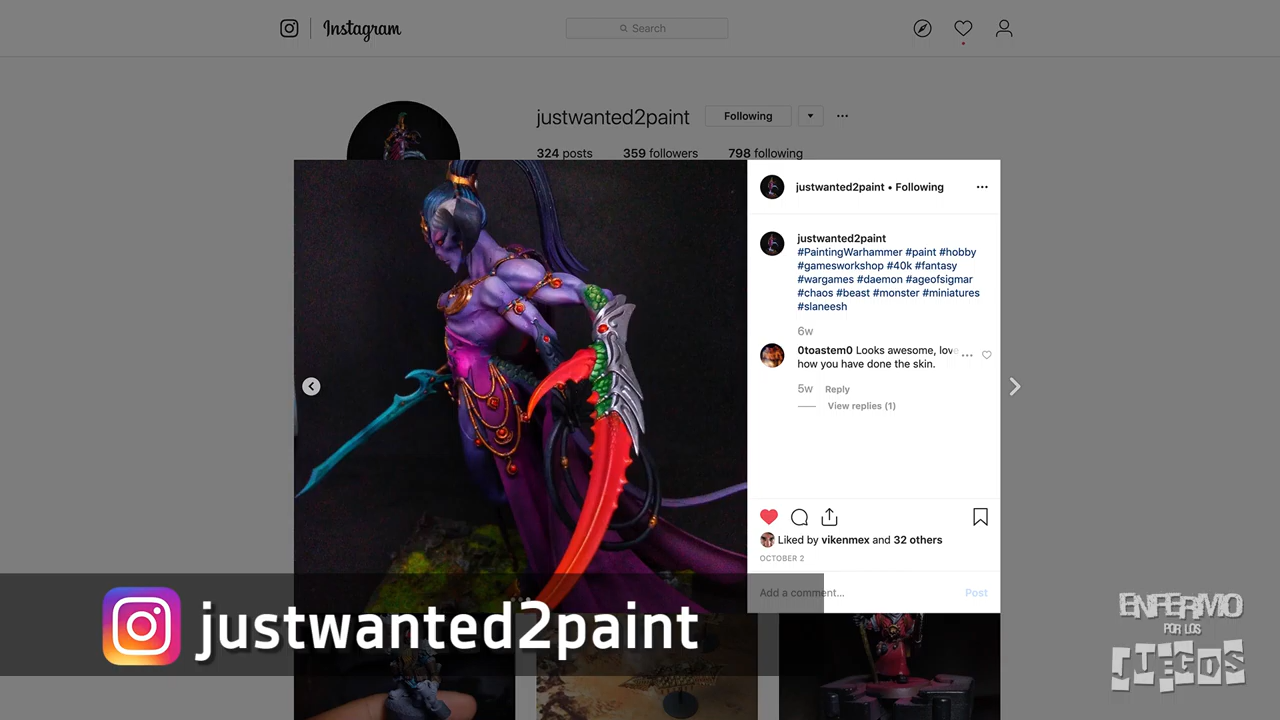 Instagram
Search
justwanted2paint
Following
324 posts
359 followers
798 following
justwanted2paint • Following
justwanted2paint
#PaintingWarhammer #paint #hobby
#gamesworkshop #40k #fantasy
#wargames #daemon #ageofsigmar
#chaos #beast #monster #miniatures
#slaneesh
6w
0toastem0 Looks awesome, love
how you have done the skin.
5w Reply
View replies (1)
Liked by vikenmex and 32 others
OCTOBER 2
Add a comment...
Post
justwanted2paint
ENFERMO
POR LOS
JUEGOS